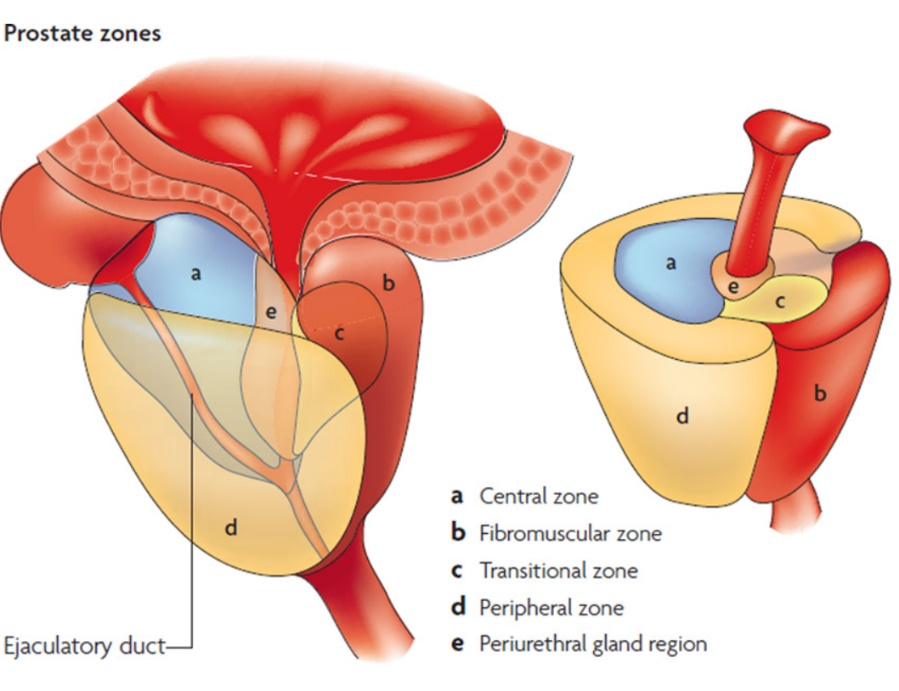 Prostate zones
a
e
b
c
d
Ejaculatory duct
a
e
c
b
d
a Central zone
b Fibromuscular zone
c Transitional zone
d Peripheral zone
e Periurethral gland region